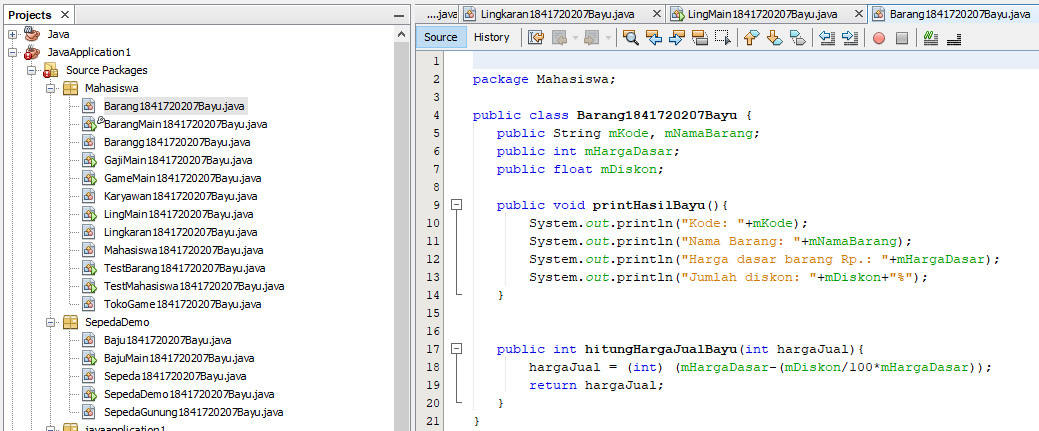 Projects
Java
JavaApplication1
Source Packages
Mahasiswa
Barang1841720207Bayu.java
BarangMain1841720207Bayu.java
Barangg1841720207Bayu.java
GajiMain1841720207Bayu.java
GameMain1841720207Bayu.java
Karyawan1841720207Bayu.java
LingMain1841720207Bayu.java
Lingkaran1841720207Bayu.java
Mahasiswa1841720207Bayu.java
TestBarang1841720207Bayu.java
TestMahasiswa1841720207Bayu.java
TokoGame1841720207Bayu.java
SepedaDemo
Baju1841720207Bayu.java
BajuMain1841720207Bayu.java
Sepeda1841720207Bayu.java
SepedaDemo1841720207Bayu.java
SepedaGunung1841720207Bayu.java
javaapplication1
....java Lingkaran1841720207Bayu.java LingMain1841720207Bayu.java Barang1841720207Bayu.java
Source History
1
2 package Mahasiswa;
3
4 public class Barang1841720207Bayu {
5 public String mKode, mNamaBarang;
6 public int mHargaDasar;
7 public float mDiskon;
8
9 public void printHasilBayu(){
10 System.out.println("Kode: "+mKode);
11 System.out.println("Nama Barang: "+mNamaBarang);
12 System.out.println("Harga dasar barang Rp.: "+mHargaDasar);
13 System.out.println("Jumlah diskon: "+mDiskon+"%");
14 }
15
16
17 public int hitungHargaJualBayu(int hargaJual){
18 hargaJual = (int) (mHargaDasar-(mDiskon/100*mHargaDasar));
19 return hargaJual;
20 }
21 }